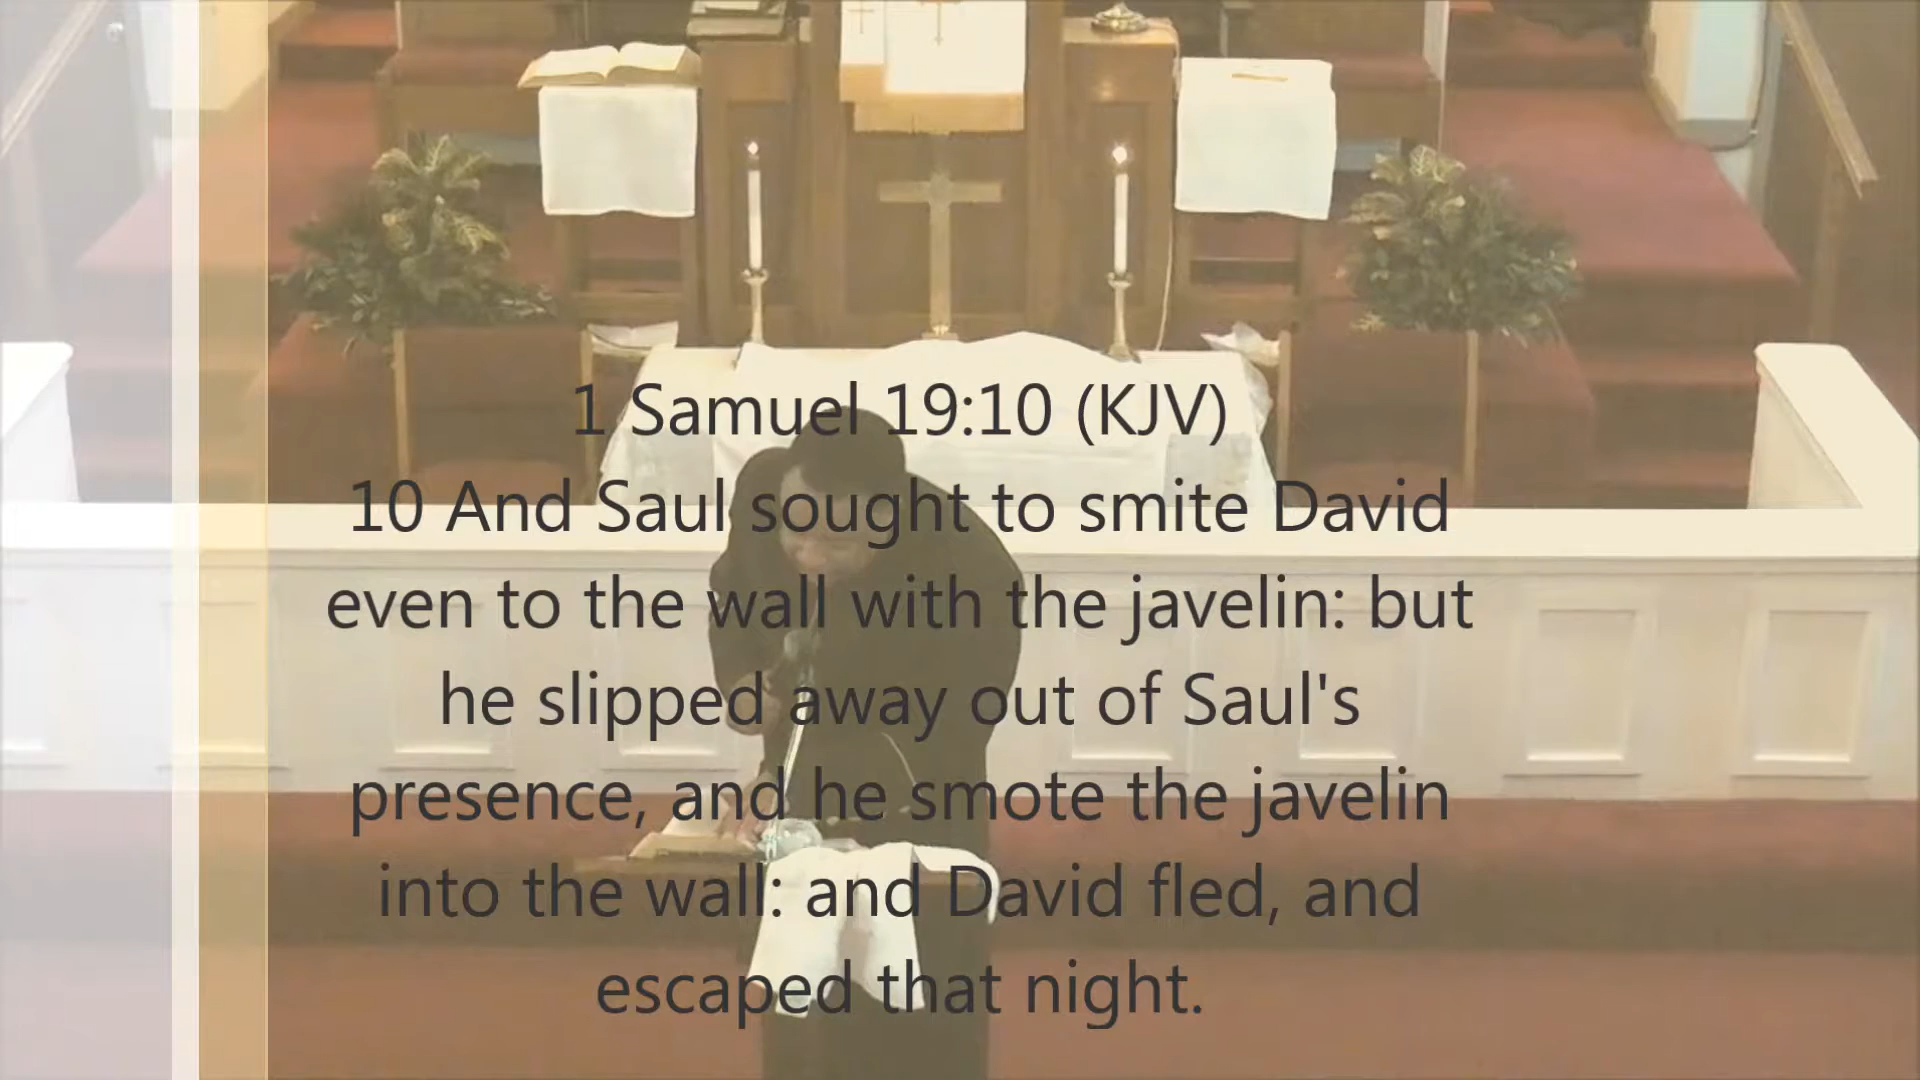 1 Samuel 19:10 (KJV)
10 And Saul sought to smite David
even to the wall with the javelin: but
he slipped away out of Saul's
presence, and he smote the javelin
into the wall: and David fled, and
escaped that night.